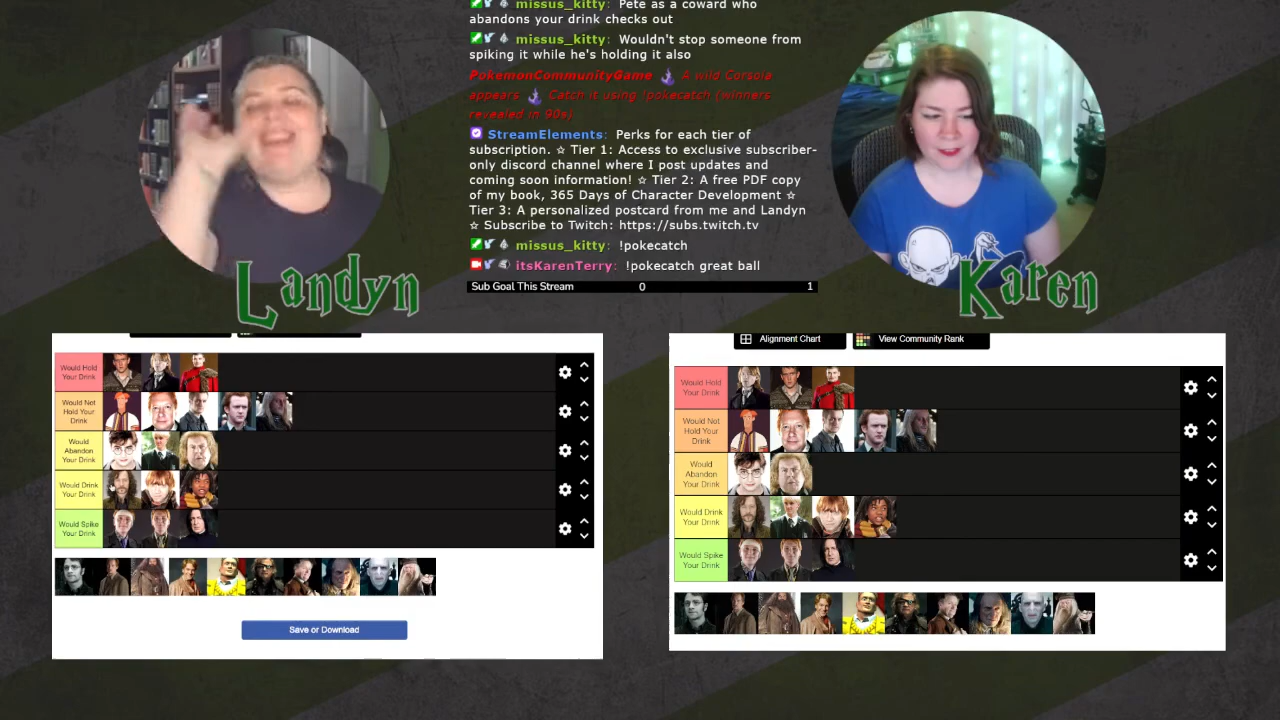 missus_kitty: Pete as a coward who
abandons your drink checks out
missus_kitty: Wouldn't stop someone from
spiking it while he's holding it also
PokemonCommunityGame A wild Corsola
appears Catch it using !pokecatch (winners
revealed in 90s)
StreamElements: Perks for each tier of
subscription. ☆ Tier 1: Access to exclusive subscriber-
only discord channel where I post updates and
coming soon information! ☆ Tier 2: A free PDF copy
of my book, 365 Days of Character Development ☆
Tier 3: A personalized postcard from me and Landyn
☆ Subscribe to Twitch: https://subs.twitch.tv
missus_kitty: !pokecatch
itsKarenTerry: !pokecatch great ball
Sub Goal This Stream 0 1
Landyn
Karen
Would Hold
Your Drink
Would Not
Hold Your
Drink
Would
Abandon
Your Drink
Would Drink
Your Drink
Would Spike
Your Drink
Save or Download
Alignment Chart View Community Rank
Would Hold
Your Drink
Would Not
Hold Your
Drink
Would
Abandon
Your Drink
Would Drink
Your Drink
Would Spike
Your Drink